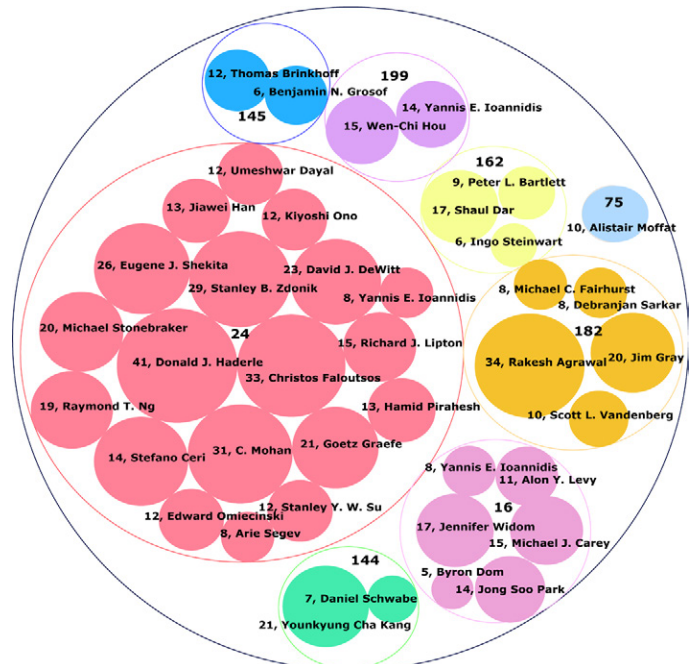 12, Thomas Brinkhoff
6, Benjamin N. Grosof
145
199
14, Yannis E. Ioannidis
15, Wen-Chi Hou
162
9, Peter L. Bartlett
17, Shaul Dar
6, Ingo Steinwart
75
10, Alistair Moffat
12, Umeshwar Dayal
13, Jiawei Han
12, Kiyoshi Ono
26, Eugene J. Shekita
23, David J. DeWitt
29, Stanley B. Zdonik
8, Yannis E. Ioannidis
20, Michael Stonebraker
24
15, Richard J. Lipton
41, Donald J. Haderle
33, Christos Faloutsos
19, Raymond T. Ng
13, Hamid Pirahesh
14, Stefano Ceri
31, C. Mohan
21, Goetz Graefe
12, Stanley Y. W. Su
12, Edward Omiecinski
8, Arie Segev
8, Michael C. Fairhurst
8, Debranjan Sarkar
182
34, Rakesh Agrawal
20, Jim Gray
10, Scott L. Vandenberg
8, Yannis E. Ioannidis
11, Alon Y. Levy
16
17, Jennifer Widom
15, Michael J. Carey
5, Byron Dom
14, Jong Soo Park
144
7, Daniel Schwabe
21, Younkyung Cha Kang